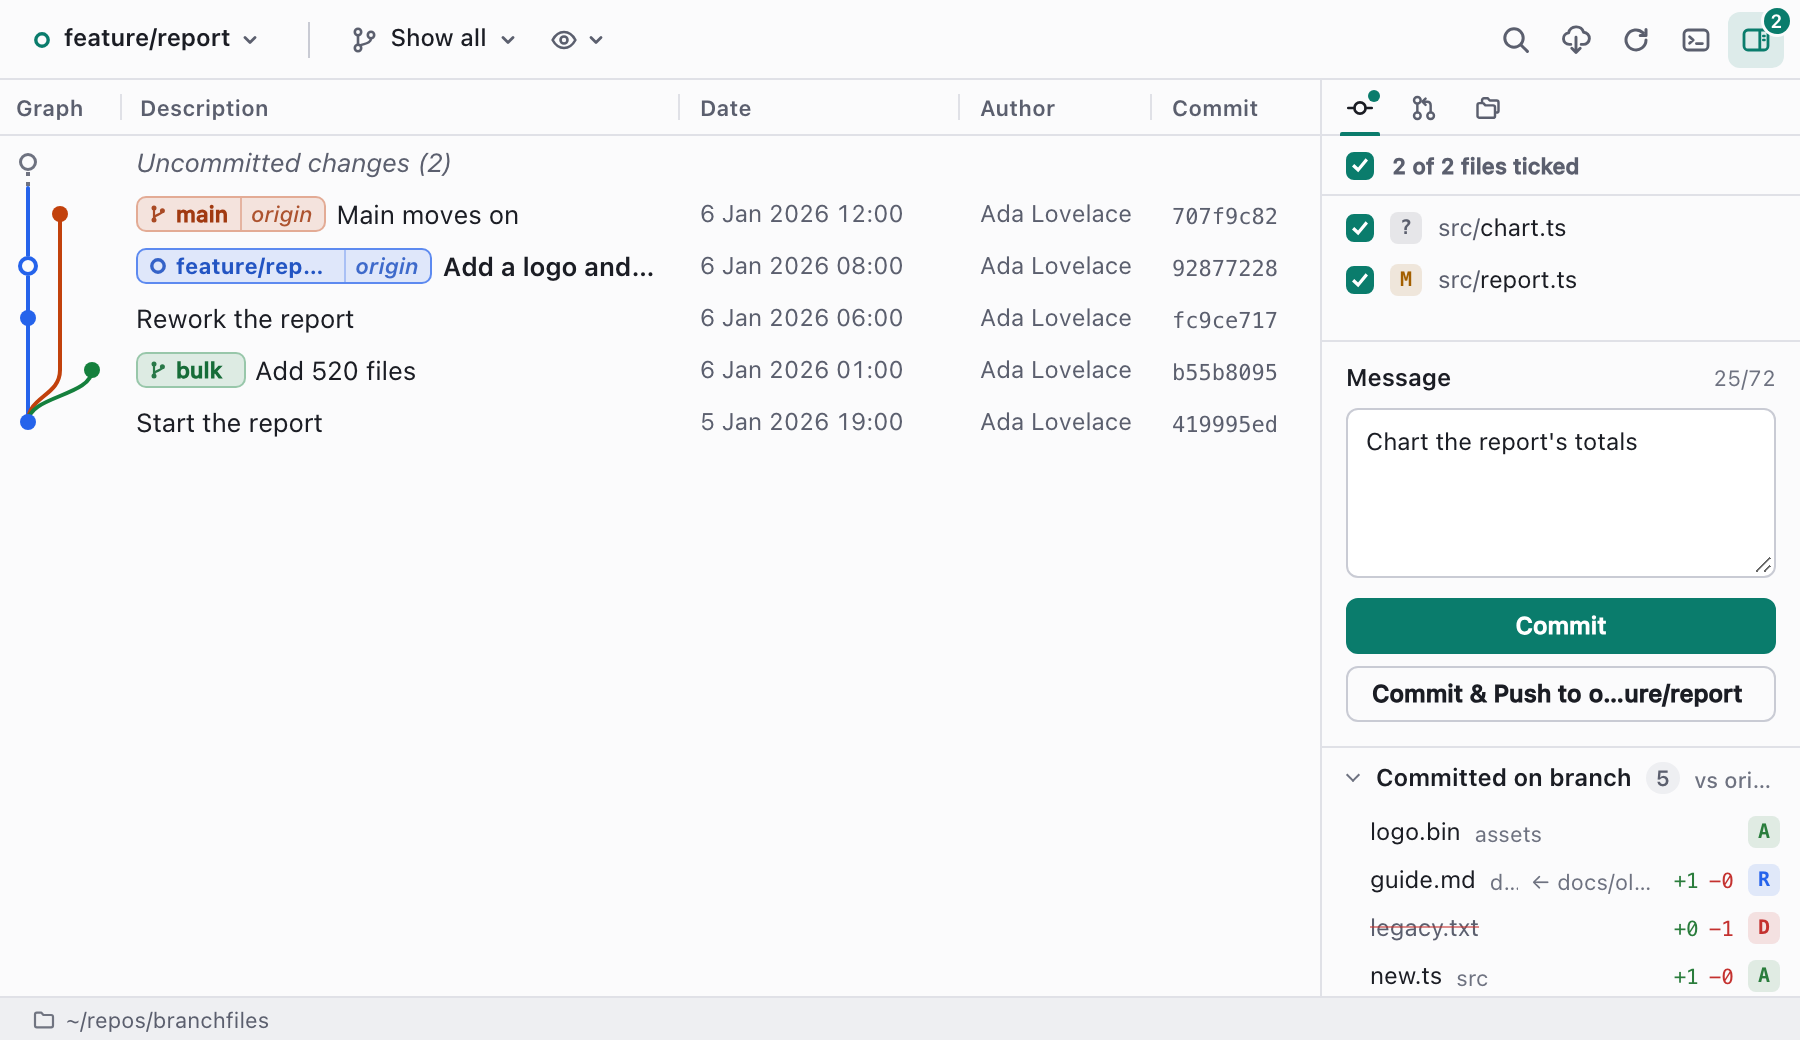 feature/report Show all 2
Graph Description Date Author Commit
Uncommitted changes (2)
main origin Main moves on 6 Jan 2026 12:00 Ada Lovelace 707f9c82
feature/rep... origin Add a logo and... 6 Jan 2026 08:00 Ada Lovelace 92877228
Rework the report 6 Jan 2026 06:00 Ada Lovelace fc9ce717
bulk Add 520 files 6 Jan 2026 01:00 Ada Lovelace b55b8095
Start the report 5 Jan 2026 19:00 Ada Lovelace 419995ed
2 of 2 files ticked
? src/chart.ts
M src/report.ts
Message 25/72
Chart the report's totals
Commit
Commit & Push to o...ure/report
Committed on branch 5 vs ori...
logo.bin assets A
guide.md d... ← docs/ol... +1 −0 R
legacy.txt +0 −1 D
new.ts src +1 −0 A
~/repos/branchfiles